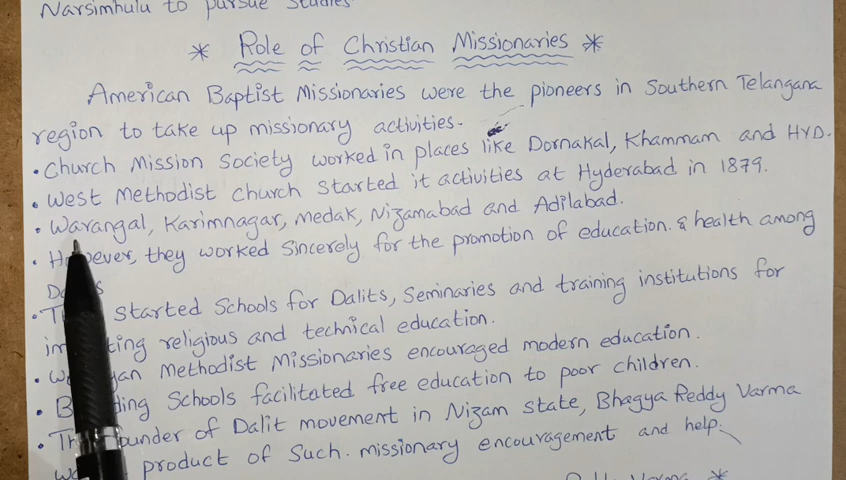 Narsimhulu to pursue Studies
* Role of Christian Missionaries *
American Baptist Missionaries were the pioneers in Southern Telangana
region to take up missionary activities.
• Church Mission Society worked in places like Dornakal, Khammam and HYD.
• West Methodist Church Started it activities at Hyderabad in 1879.
• Warangal, Karimnagar, Medak, Nizamabad and Adilabad.
• However, they worked Sincerely for the promotion of education. & health among
• started Schools for Dalits, Seminaries and training institutions for
religious and technical education.
• Methodist Missionaries encouraged modern education.
• Schools facilitated free education to poor children.
• founder of Dalit movement in Nizam state, Bhagya Reddy Varma
product of Such. missionary encouragement and help.